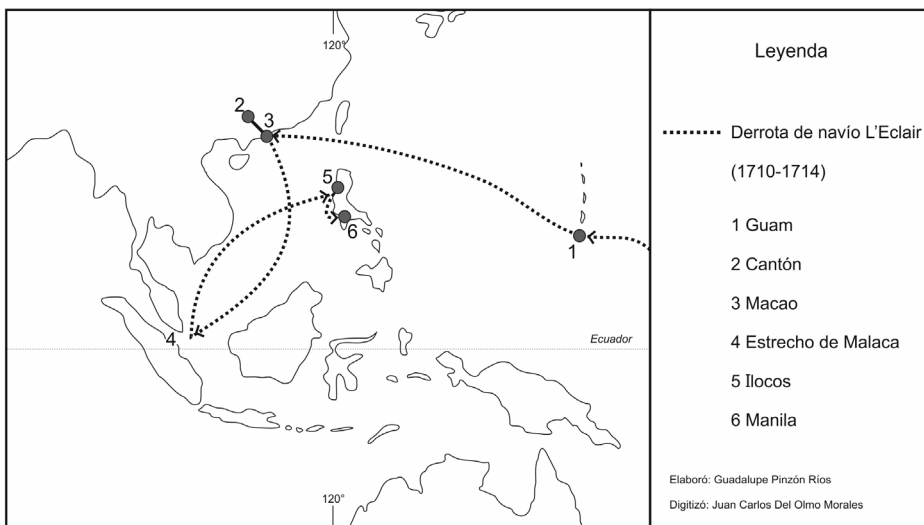 120°
2
3
5
6
1
4
Ecuador
120°
Leyenda
Derrota de navío L'Eclair
(1710-1714)
1 Guam
2 Cantón
3 Macao
4 Estrecho de Malaca
5 Ilocos
6 Manila
Elaboró: Guadalupe Pinzón Ríos
Digitizó: Juan Carlos Del Olmo Morales